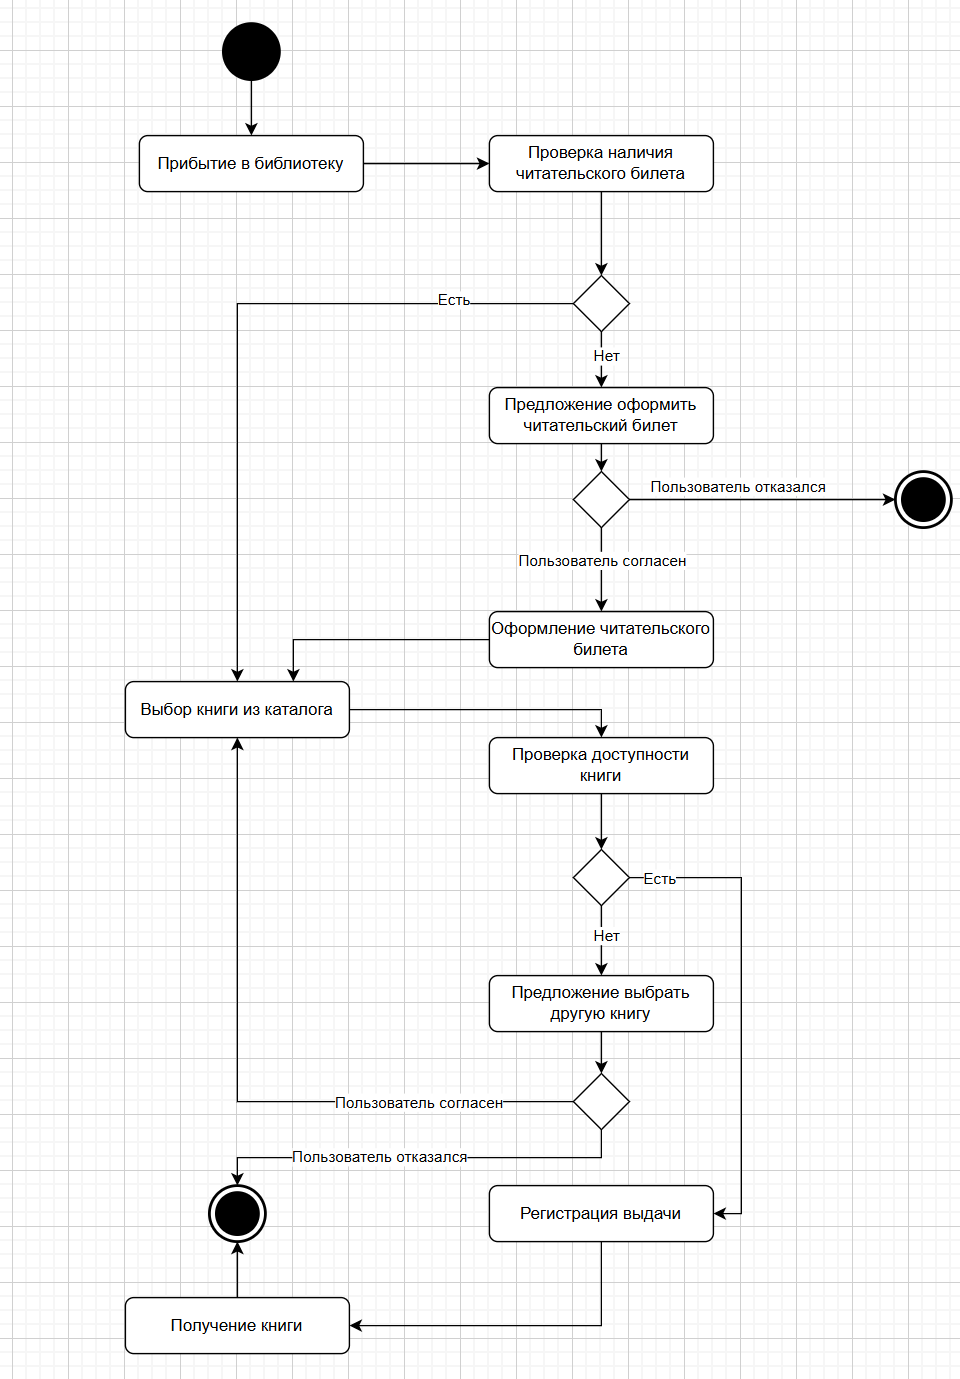 Прибытие в библиотеку
Проверка наличия
читательского билета
Есть
Нет
Предложение оформить
читательский билет
Пользователь отказался
Пользователь согласен
Оформление читательского
билета
Выбор книги из каталога
Проверка доступности
книги
Есть
Нет
Предложение выбрать
другую книгу
Пользователь согласен
Пользователь отказался
Регистрация выдачи
Получение книги